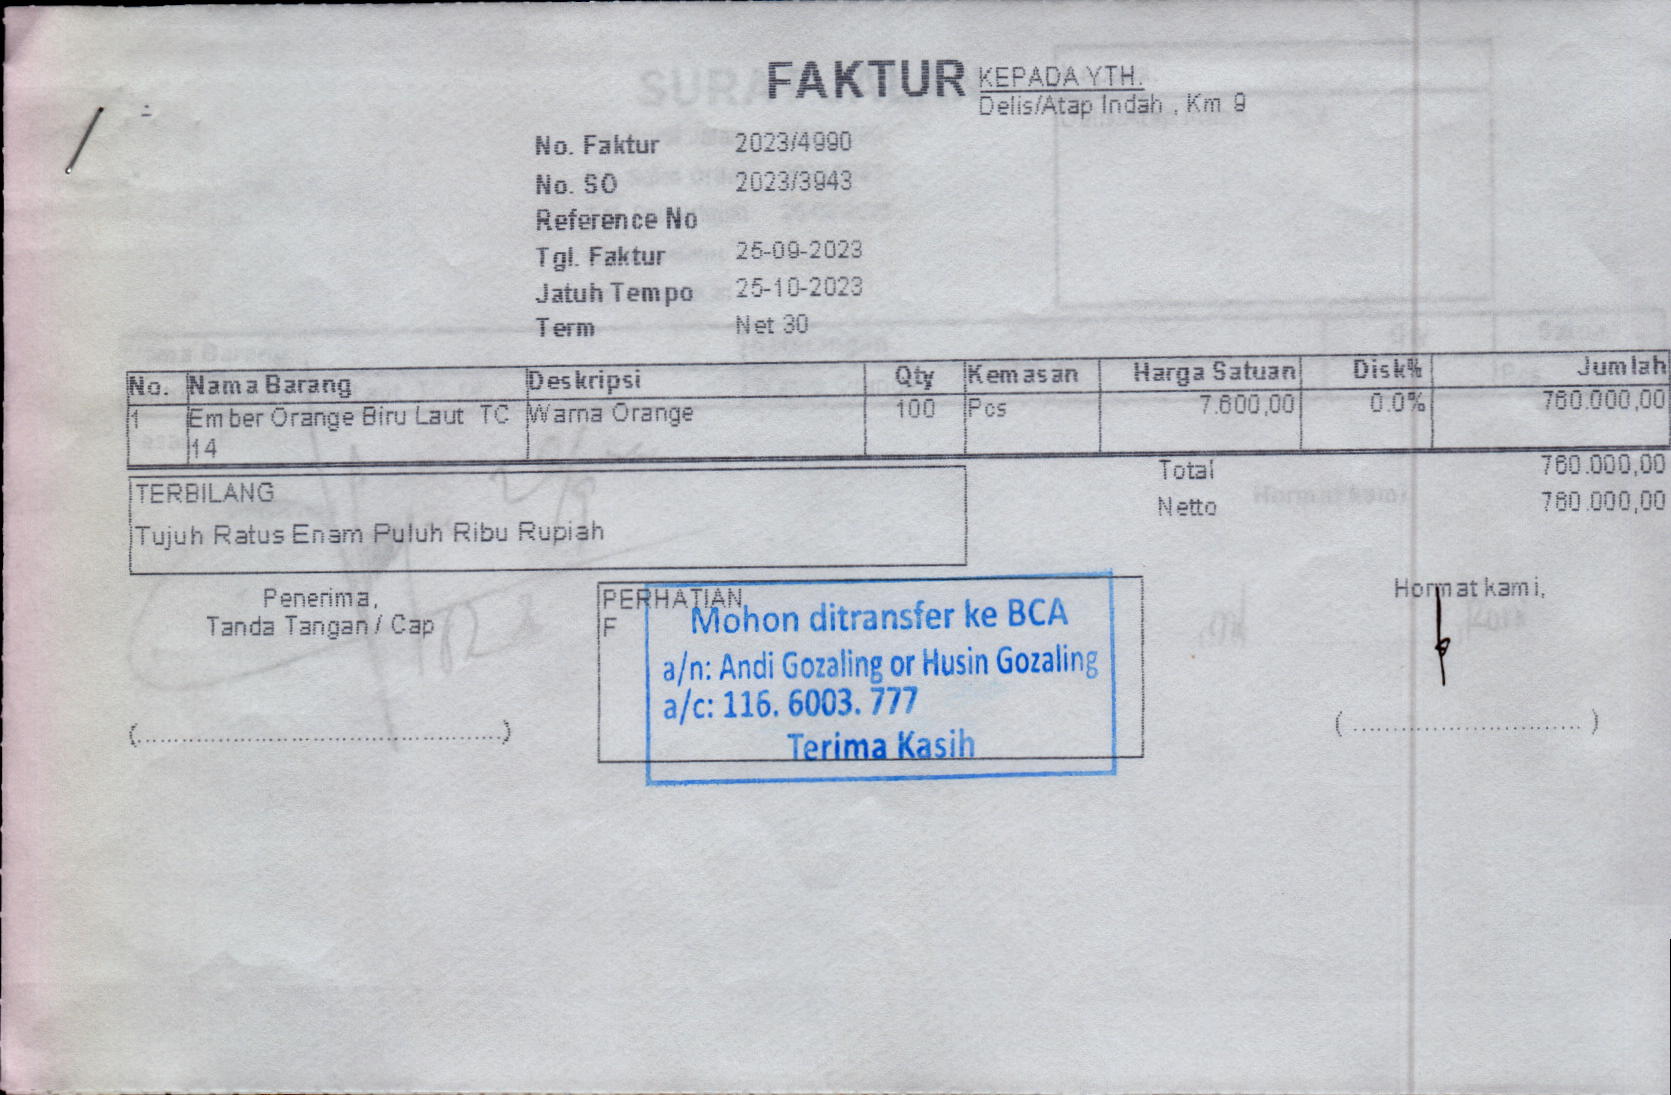 FAKTUR
KEPADA YTH.
Delis/Atap Indah , Km 9
No. Faktur 2023/4990
No. SO 2023/3943
Reference No
Tgl. Faktur 25-09-2023
Jatuh Tempo 25-10-2023
Term Net 30
No. Nama Barang Deskripsi Qty Kemasan Harga Satuan Disk% Jumlah
1 Ember Orange Biru Laut TC Warna Orange 100 Pcs 7.600,00 0.0% 760.000,00
14
Total 760.000,00
Netto 760.000,00
TERBILANG
Tujuh Ratus Enam Puluh Ribu Rupiah
Penerima,
Tanda Tangan / Cap
(..............................................)
PERHATIAN
F
Mohon ditransfer ke BCA
a/n: Andi Gozaling or Husin Gozaling
a/c: 116. 6003. 777
Terima Kasih
Hormat kami,
( ............................. )